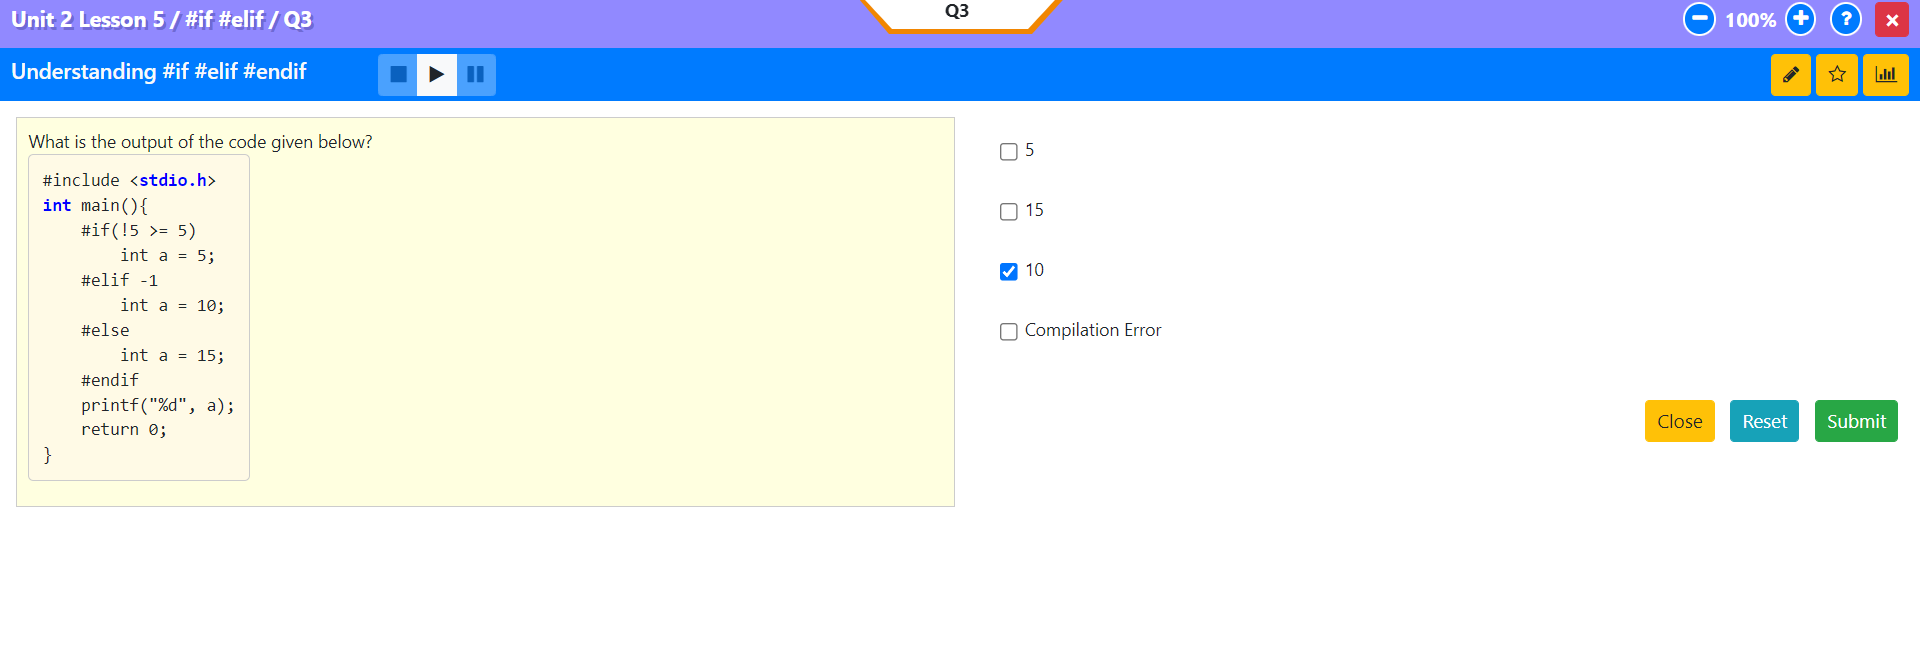 Unit 2 Lesson 5 / #if #elif / Q3
Q3
100%
?
Understanding #if #elif #endif
What is the output of the code given below?
#include <stdio.h>
int main(){
    #if(!5 >= 5)
        int a = 5;
    #elif -1
        int a = 10;
    #else
        int a = 15;
    #endif
    printf("%d", a);
    return 0;
}
5
15
10
Compilation Error
Close Reset Submit